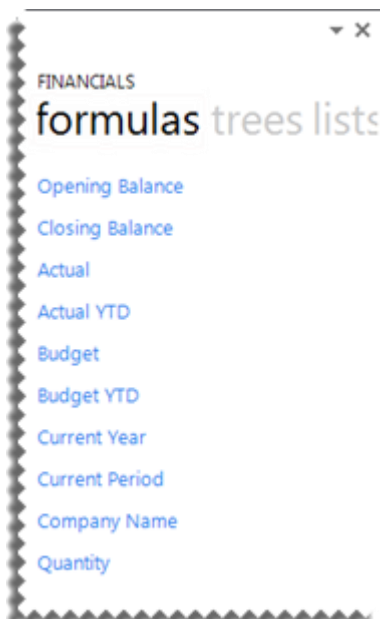 FINANCIALS
formulas trees lists
Opening Balance
Closing Balance
Actual
Actual YTD
Budget
Budget YTD
Current Year
Current Period
Company Name
Quantity